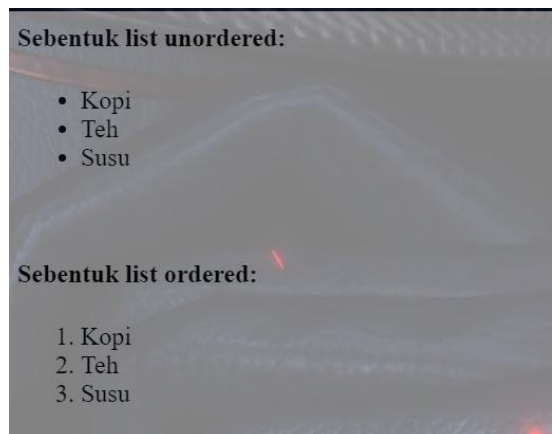 Sebentuk list unordered:
• Kopi
• Teh
• Susu
Sebentuk list ordered:
1. Kopi
2. Teh
3. Susu